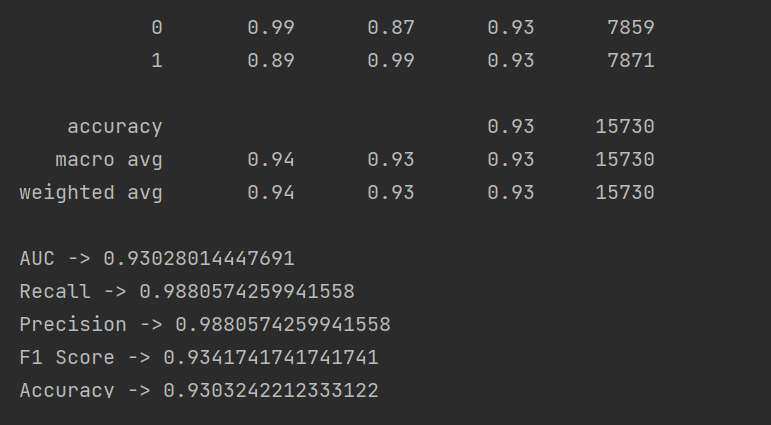 0 0.99 0.87 0.93 7859
1 0.89 0.99 0.93 7871
accuracy 0.93 15730
macro avg 0.94 0.93 0.93 15730
weighted avg 0.94 0.93 0.93 15730
AUC -> 0.93028014447691
Recall -> 0.9880574259941558
Precision -> 0.9880574259941558
F1 Score -> 0.9341741741741741
Accuracy -> 0.9303242212333122